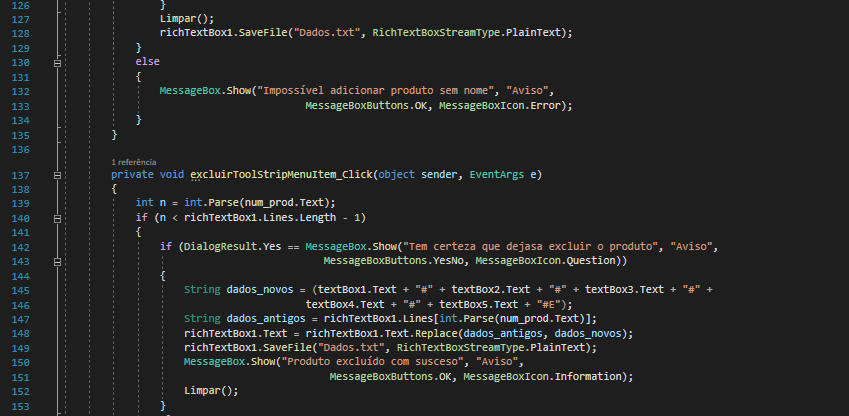 126 }
127 Limpar();
128 richTextBox1.SaveFile("Dados.txt", RichTextBoxStreamType.PlainText);
129 }
130 else
131 {
132 MessageBox.Show("Impossível adicionar produto sem nome", "Aviso",
133 MessageBoxButtons.OK, MessageBoxIcon.Error);
134 }
135 }
136
1 referência
137 private void excluirToolStripMenuItem_Click(object sender, EventArgs e)
138 {
139 int n = int.Parse(num_prod.Text);
140 if (n < richTextBox1.Lines.Length - 1)
141 {
142 if (DialogResult.Yes == MessageBox.Show("Tem certeza que dejasa excluir o produto", "Aviso",
143 MessageBoxButtons.YesNo, MessageBoxIcon.Question))
144 {
145 String dados_novos = (textBox1.Text + "#" + textBox2.Text + "#" + textBox3.Text + "#" +
146 textBox4.Text + "#" + textBox5.Text + "#E");
147 String dados_antigos = richTextBox1.Lines[int.Parse(num_prod.Text)];
148 richTextBox1.Text = richTextBox1.Text.Replace(dados_antigos, dados_novos);
149 richTextBox1.SaveFile("Dados.txt", RichTextBoxStreamType.PlainText);
150 MessageBox.Show("Produto excluído com susceso", "Aviso",
151 MessageBoxButtons.OK, MessageBoxIcon.Information);
152 Limpar();
153 }